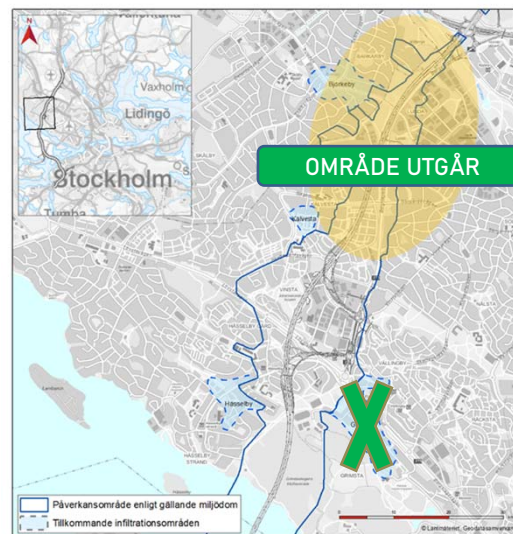 N
Vaxholm
Lidingö
Stockholm
Tumba
Björkeby
OMRÅDE UTGÅR
Kälvesta
VINSTA
HÄSSELBY GÅRD
VÄLLINGBY
Hässelby
HÄSSELBY
STRAND
GRIMSTA
Påverkansområde enligt gällande miljödom
Tillkommande infiltrationsområden
© Lantmäteriet, Geodatasamverkan